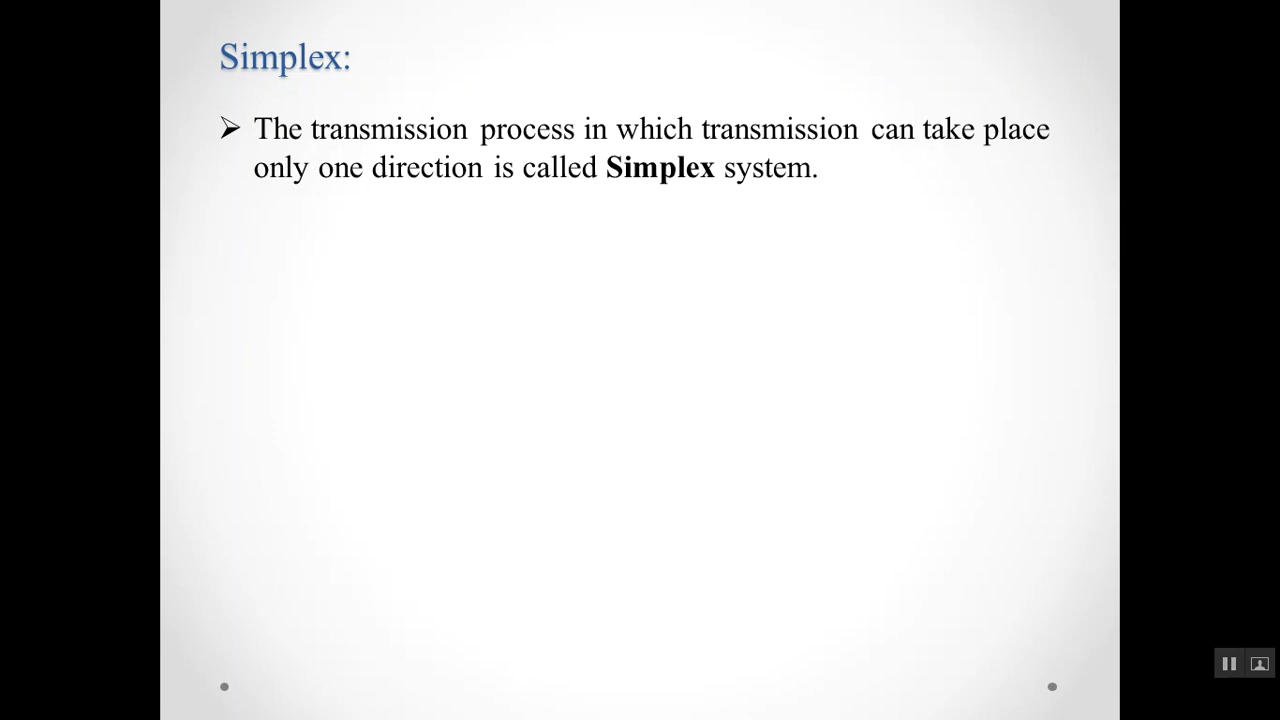 Simplex:
➢ The transmission process in which transmission can take place
only one direction is called Simplex system.